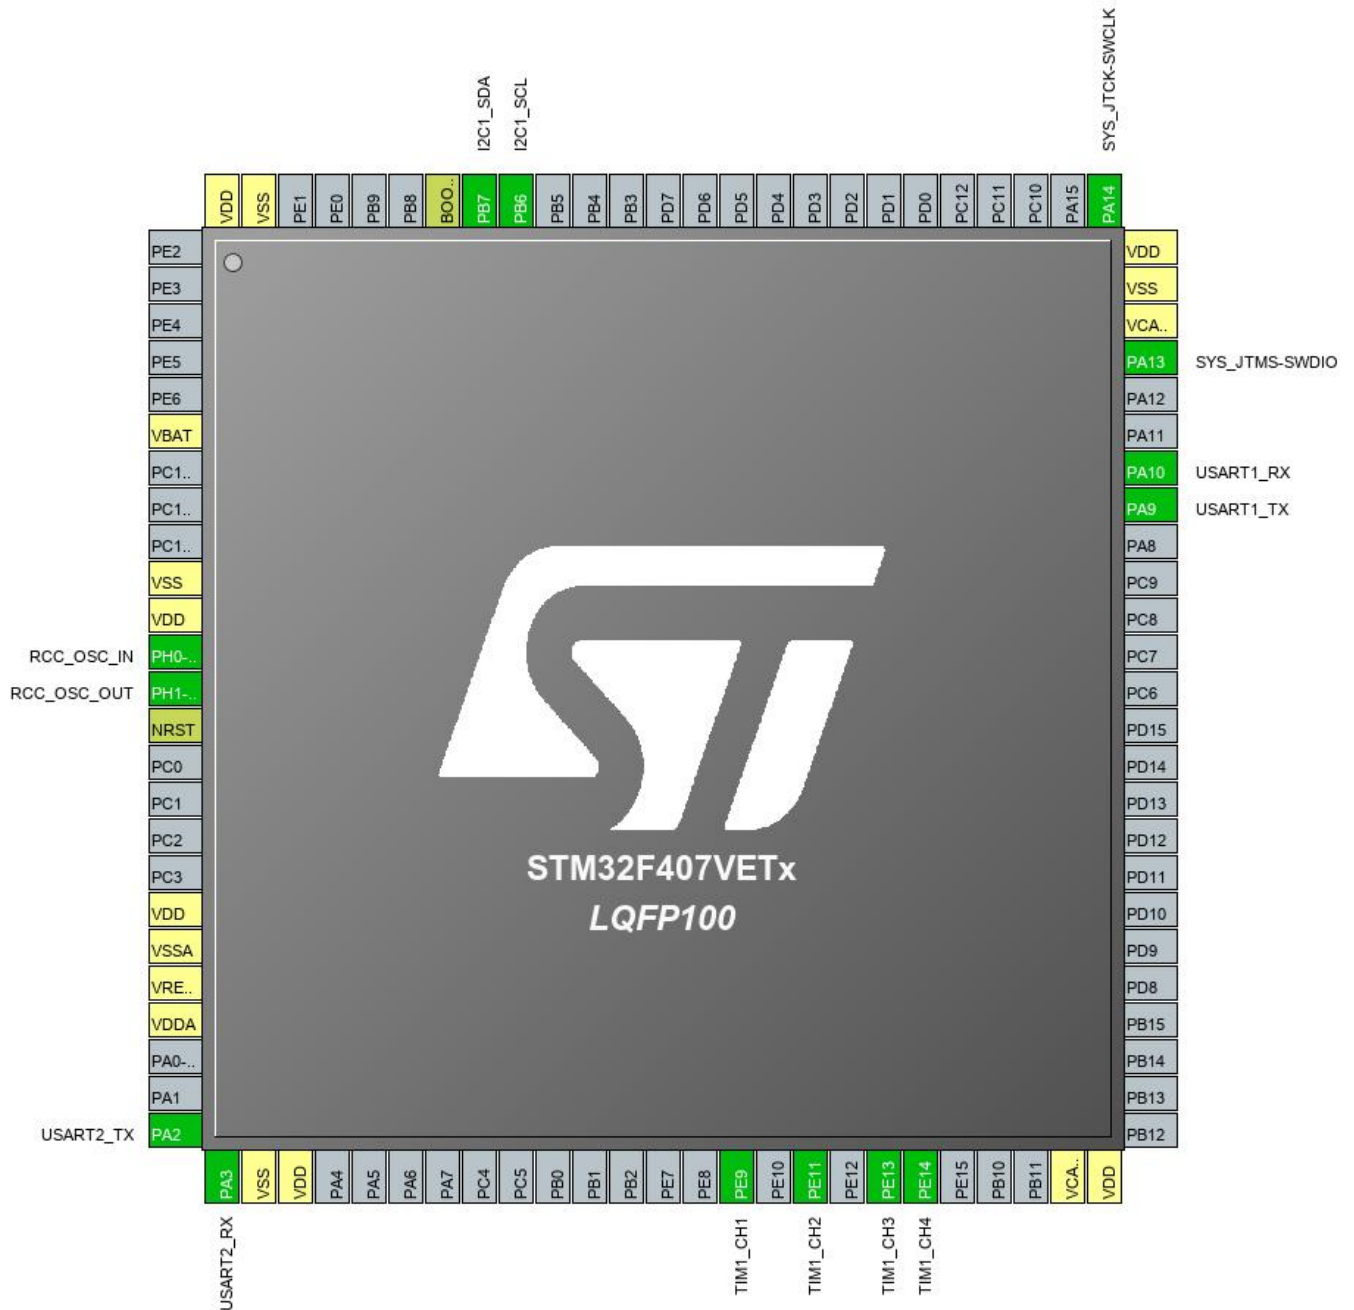 I2C1_SDA
I2C1_SCL
SYS_JTCK-SWCLK
VDD
VSS
PE1
PE0
PB9
PB8
BOO..
PB7
PB6
PB5
PB4
PB3
PD7
PD6
PD5
PD4
PD3
PD2
PD1
PD0
PC12
PC11
PC10
PA15
PA14
PE2
PE3
PE4
PE5
PE6
VBAT
PC1..
PC1..
PC1..
VSS
VDD
RCC_OSC_IN PH0-..
RCC_OSC_OUT PH1-..
NRST
PC0
PC1
PC2
PC3
VDD
VSSA
VRE..
VDDA
PA0-..
PA1
USART2_TX PA2
STM32F407VETx
LQFP100
VDD
VSS
VCA..
PA13 SYS_JTMS-SWDIO
PA12
PA11
PA10 USART1_RX
PA9 USART1_TX
PA8
PC9
PC8
PC7
PC6
PD15
PD14
PD13
PD12
PD11
PD10
PD9
PD8
PB15
PB14
PB13
PB12
PA3
VSS
VDD
PA4
PA5
PA6
PA7
PC4
PC5
PB0
PB1
PB2
PE7
PE8
PE9
PE10
PE11
PE12
PE13
PE14
PE15
PB10
PB11
VCA..
VDD
USART2_RX
TIM1_CH1
TIM1_CH2
TIM1_CH3
TIM1_CH4